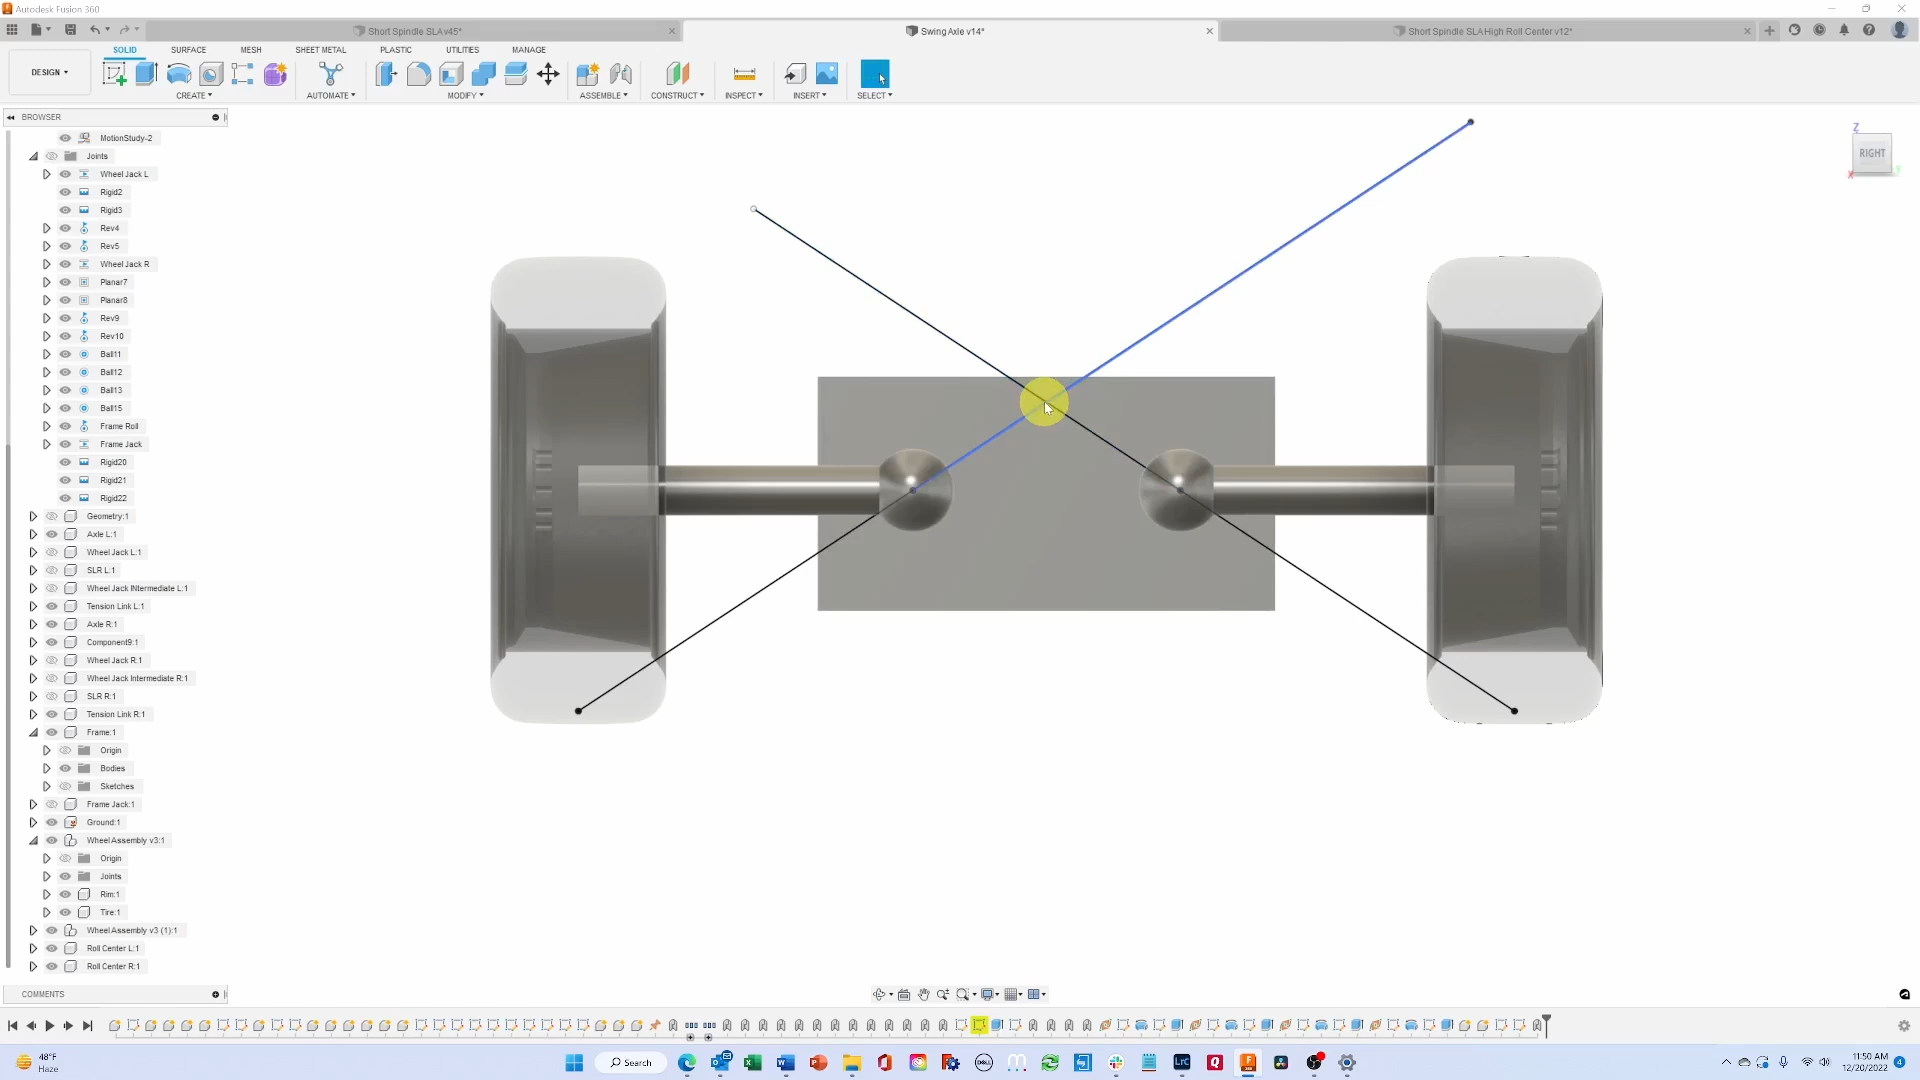 Autodesk Fusion 360
Short Spindle SLA v45*
Swing Axle v14*
Short Spindle SLA High Roll Center v12*
SOLID SURFACE MESH SHEET METAL PLASTIC UTILITIES MANAGE
DESIGN
CREATE AUTOMATE MODIFY ASSEMBLE CONSTRUCT INSPECT INSERT SELECT
BROWSER
MotionStudy-2
Joints
Wheel Jack L
Rigid2
Rigid3
Rev4
Rev5
Wheel Jack R
Planar7
Planar8
Rev9
Rev10
Ball11
Ball12
Ball13
Ball15
Frame Roll
Frame Jack
Rigid20
Rigid21
Rigid22
Geometry:1
Axle L:1
Wheel Jack L:1
SLR L:1
Wheel Jack INtermediate L:1
Tension Link L:1
Axle R:1
Component9:1
Wheel Jack R:1
Wheel Jack Intermediate R:1
SLR R:1
Tension Link R:1
Frame:1
Origin
Bodies
Sketches
Frame Jack:1
Ground:1
Wheel Assembly v3:1
Origin
Joints
Rim:1
Tire:1
Wheel Assembly v3 (1):1
Roll Center L:1
Roll Center R:1
Z
RIGHT
X
Y
COMMENTS
48°F
Haze
Search
DELL
LrC
Q
F
11:50 AM
12/20/2022
4